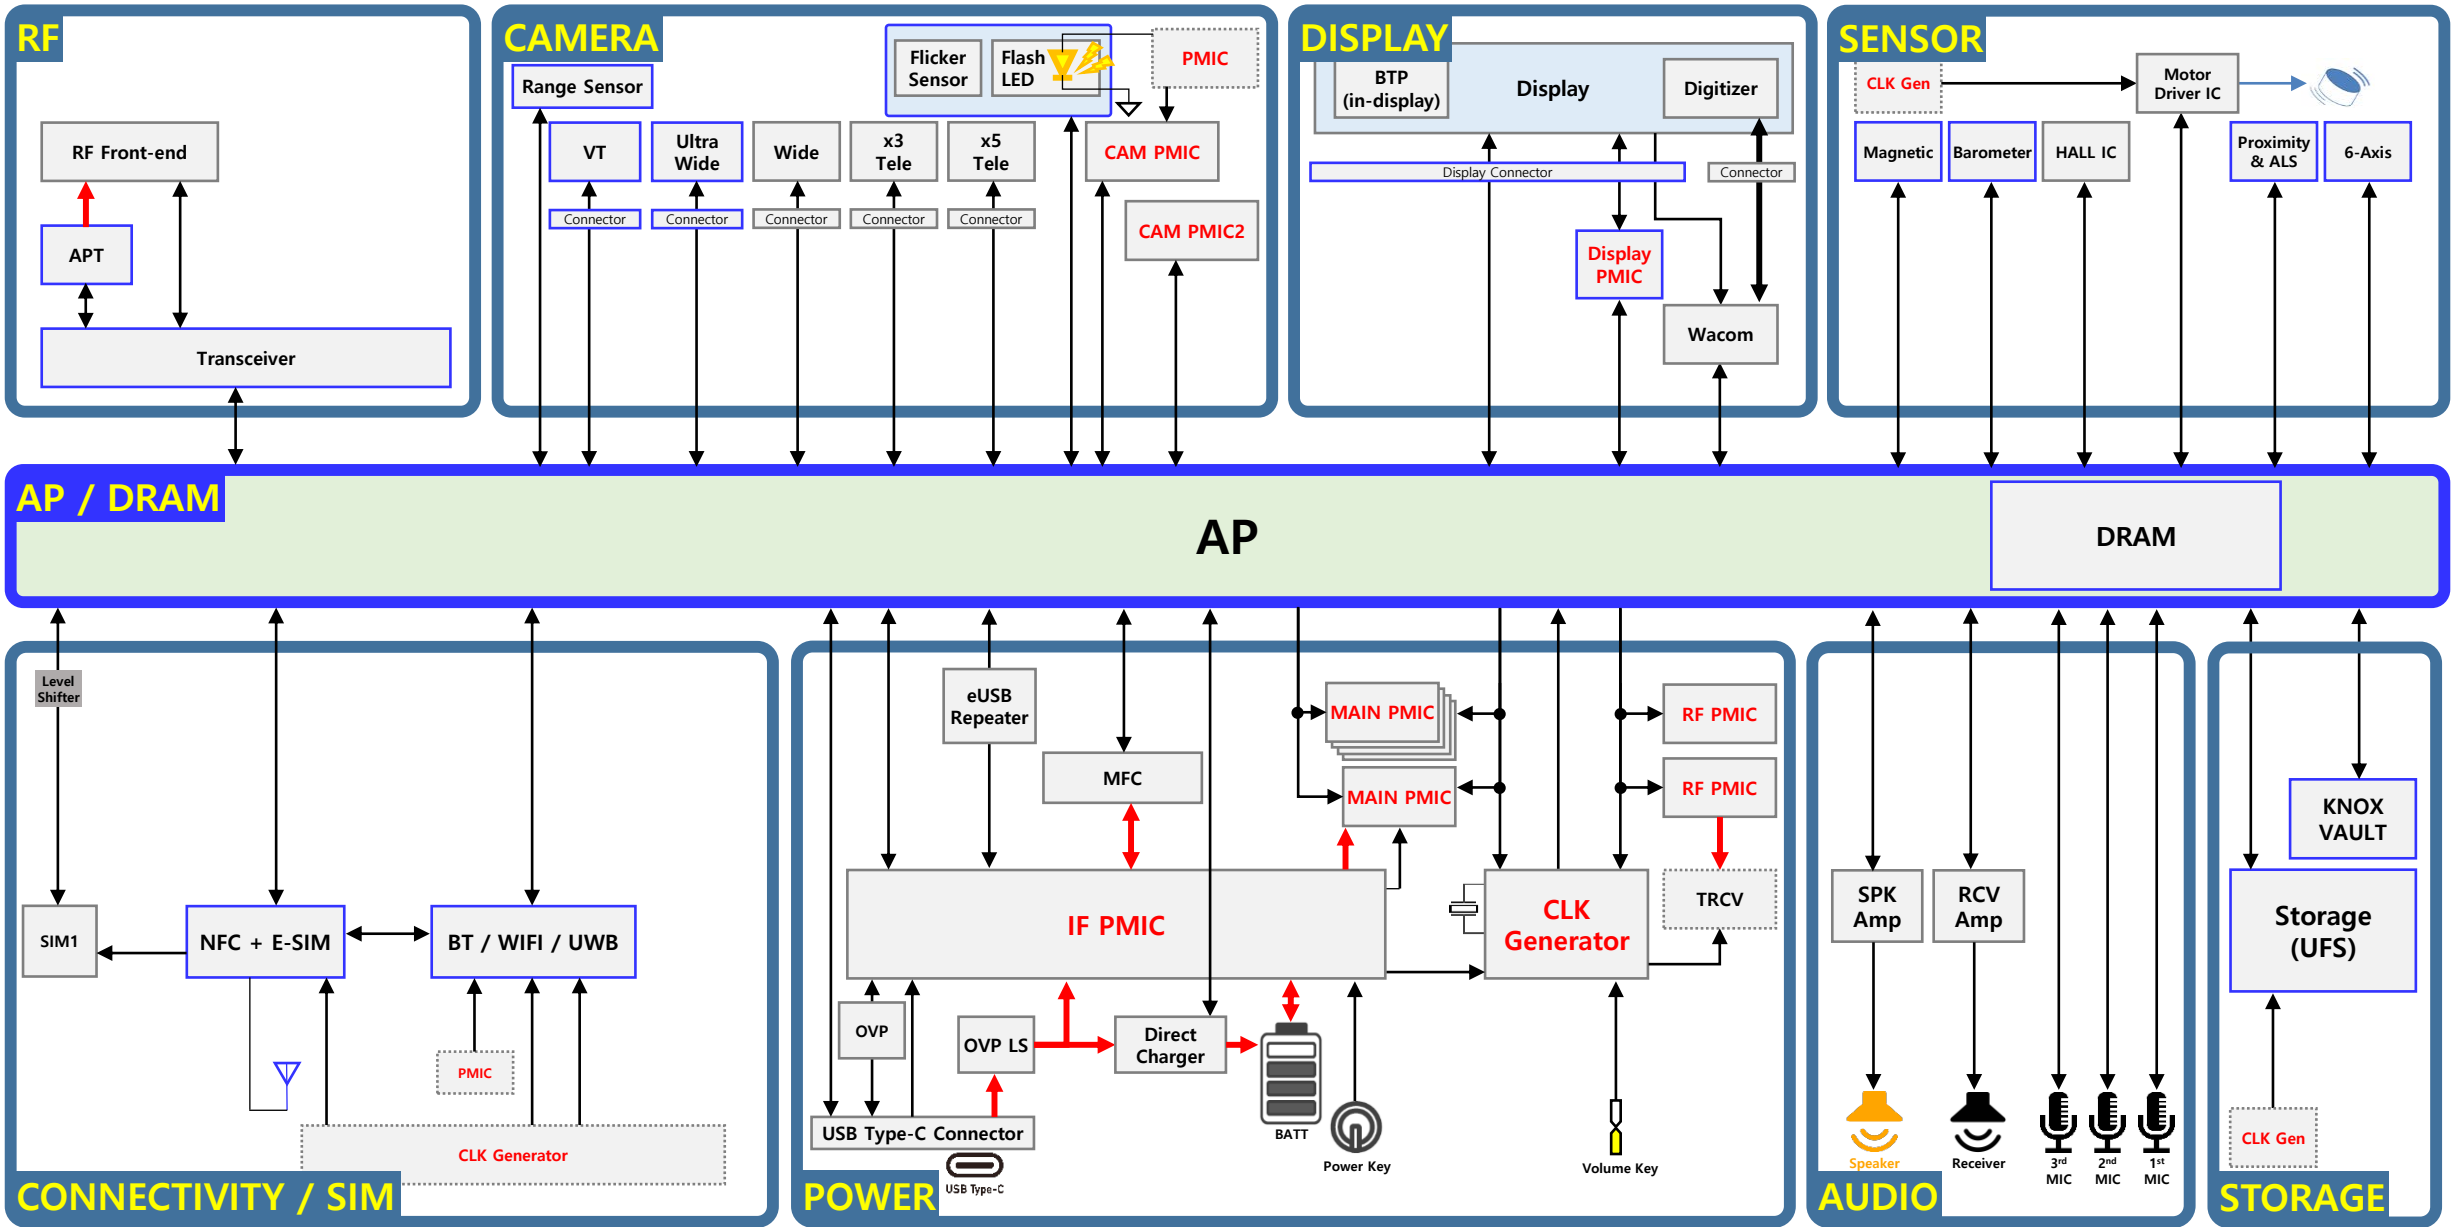 RF
RF Front-end
APT
Transceiver
CAMERA
Range Sensor
Flicker
Sensor
Flash
LED
PMIC
VT
Ultra
Wide
Wide
x3
Tele
x5
Tele
CAM PMIC
Connector
Connector
Connector
Connector
Connector
CAM PMIC2
DISPLAY
BTP
(in-display)
Display
Digitizer
Display Connector
Connector
Display
PMIC
Wacom
SENSOR
CLK Gen
Motor
Driver IC
Magnetic
Barometer
HALL IC
Proximity
& ALS
6-Axis
AP / DRAM
AP
DRAM
Level
Shifter
SIM1
NFC + E-SIM
BT / WIFI / UWB
PMIC
CLK Generator
CONNECTIVITY / SIM
eUSB
Repeater
MFC
MAIN PMIC
MAIN PMIC
RF PMIC
RF PMIC
IF PMIC
CLK
Generator
TRCV
OVP
OVP LS
Direct
Charger
BATT
USB Type-C Connector
USB Type-C
Power Key
Volume Key
POWER
SPK
Amp
RCV
Amp
Speaker
Receiver
3rd
MIC
2nd
MIC
1st
MIC
AUDIO
KNOX
VAULT
Storage
(UFS)
CLK Gen
STORAGE